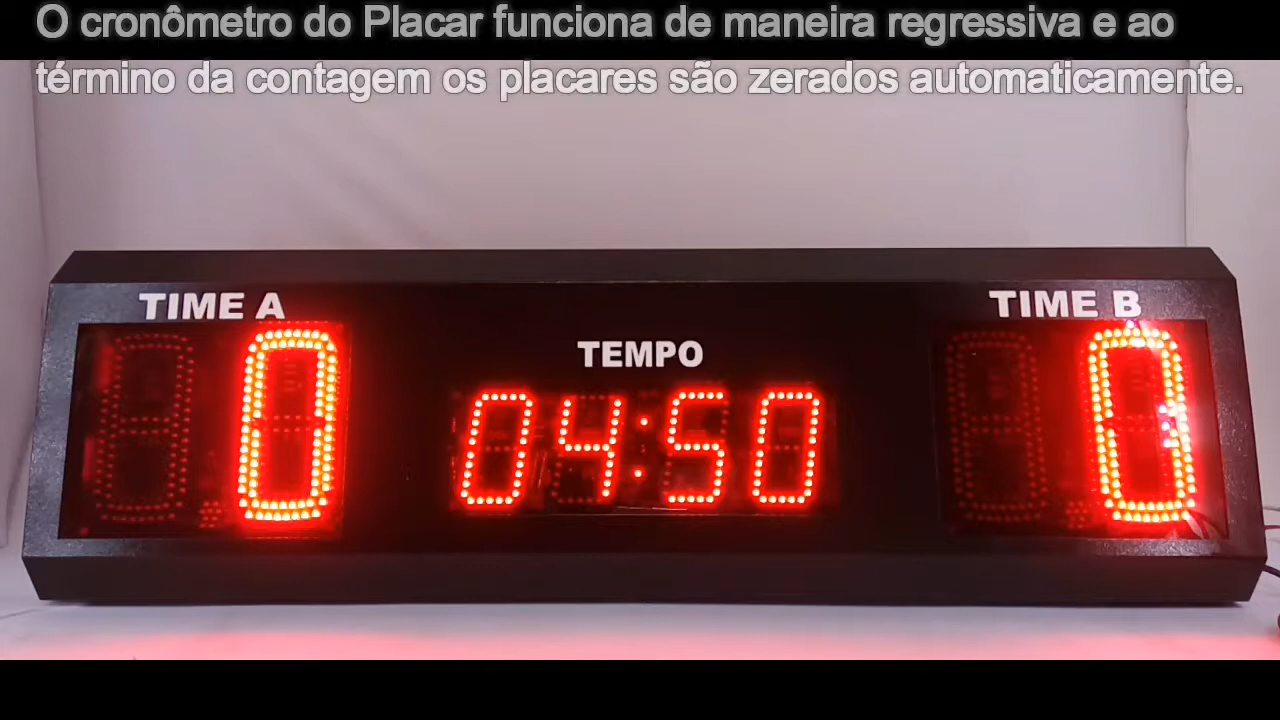 O cronômetro do Placar funciona de maneira regressiva e ao
término da contagem os placares são zerados automaticamente.
TIME A
TIME B
TEMPO
0
04:50
0